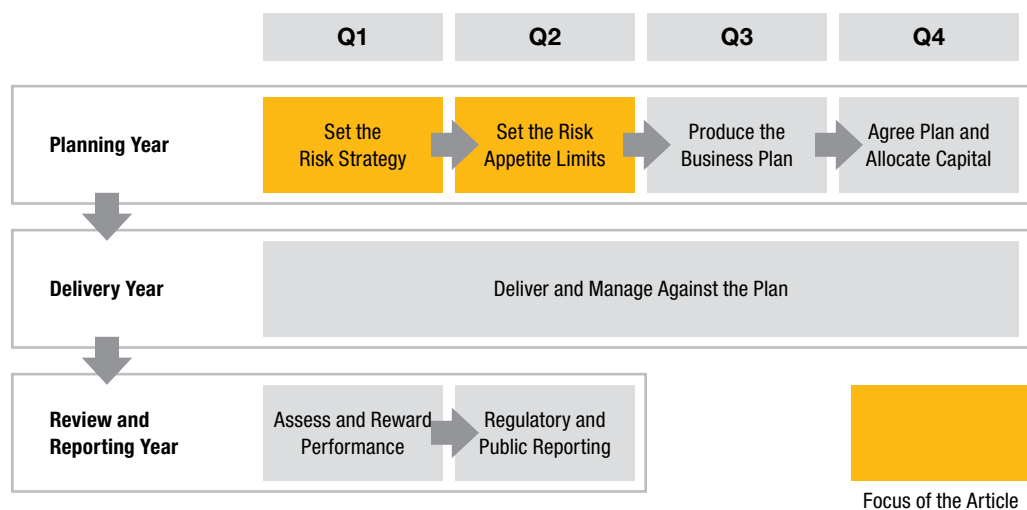 Q1
Q2
Q3
Q4
Planning Year
Set the
Risk Strategy
Set the Risk
Appetite Limits
Produce the
Business Plan
Agree Plan and
Allocate Capital
Delivery Year
Deliver and Manage Against the Plan
Review and
Reporting Year
Assess and Reward
Performance
Regulatory and
Public Reporting
Focus of the Article